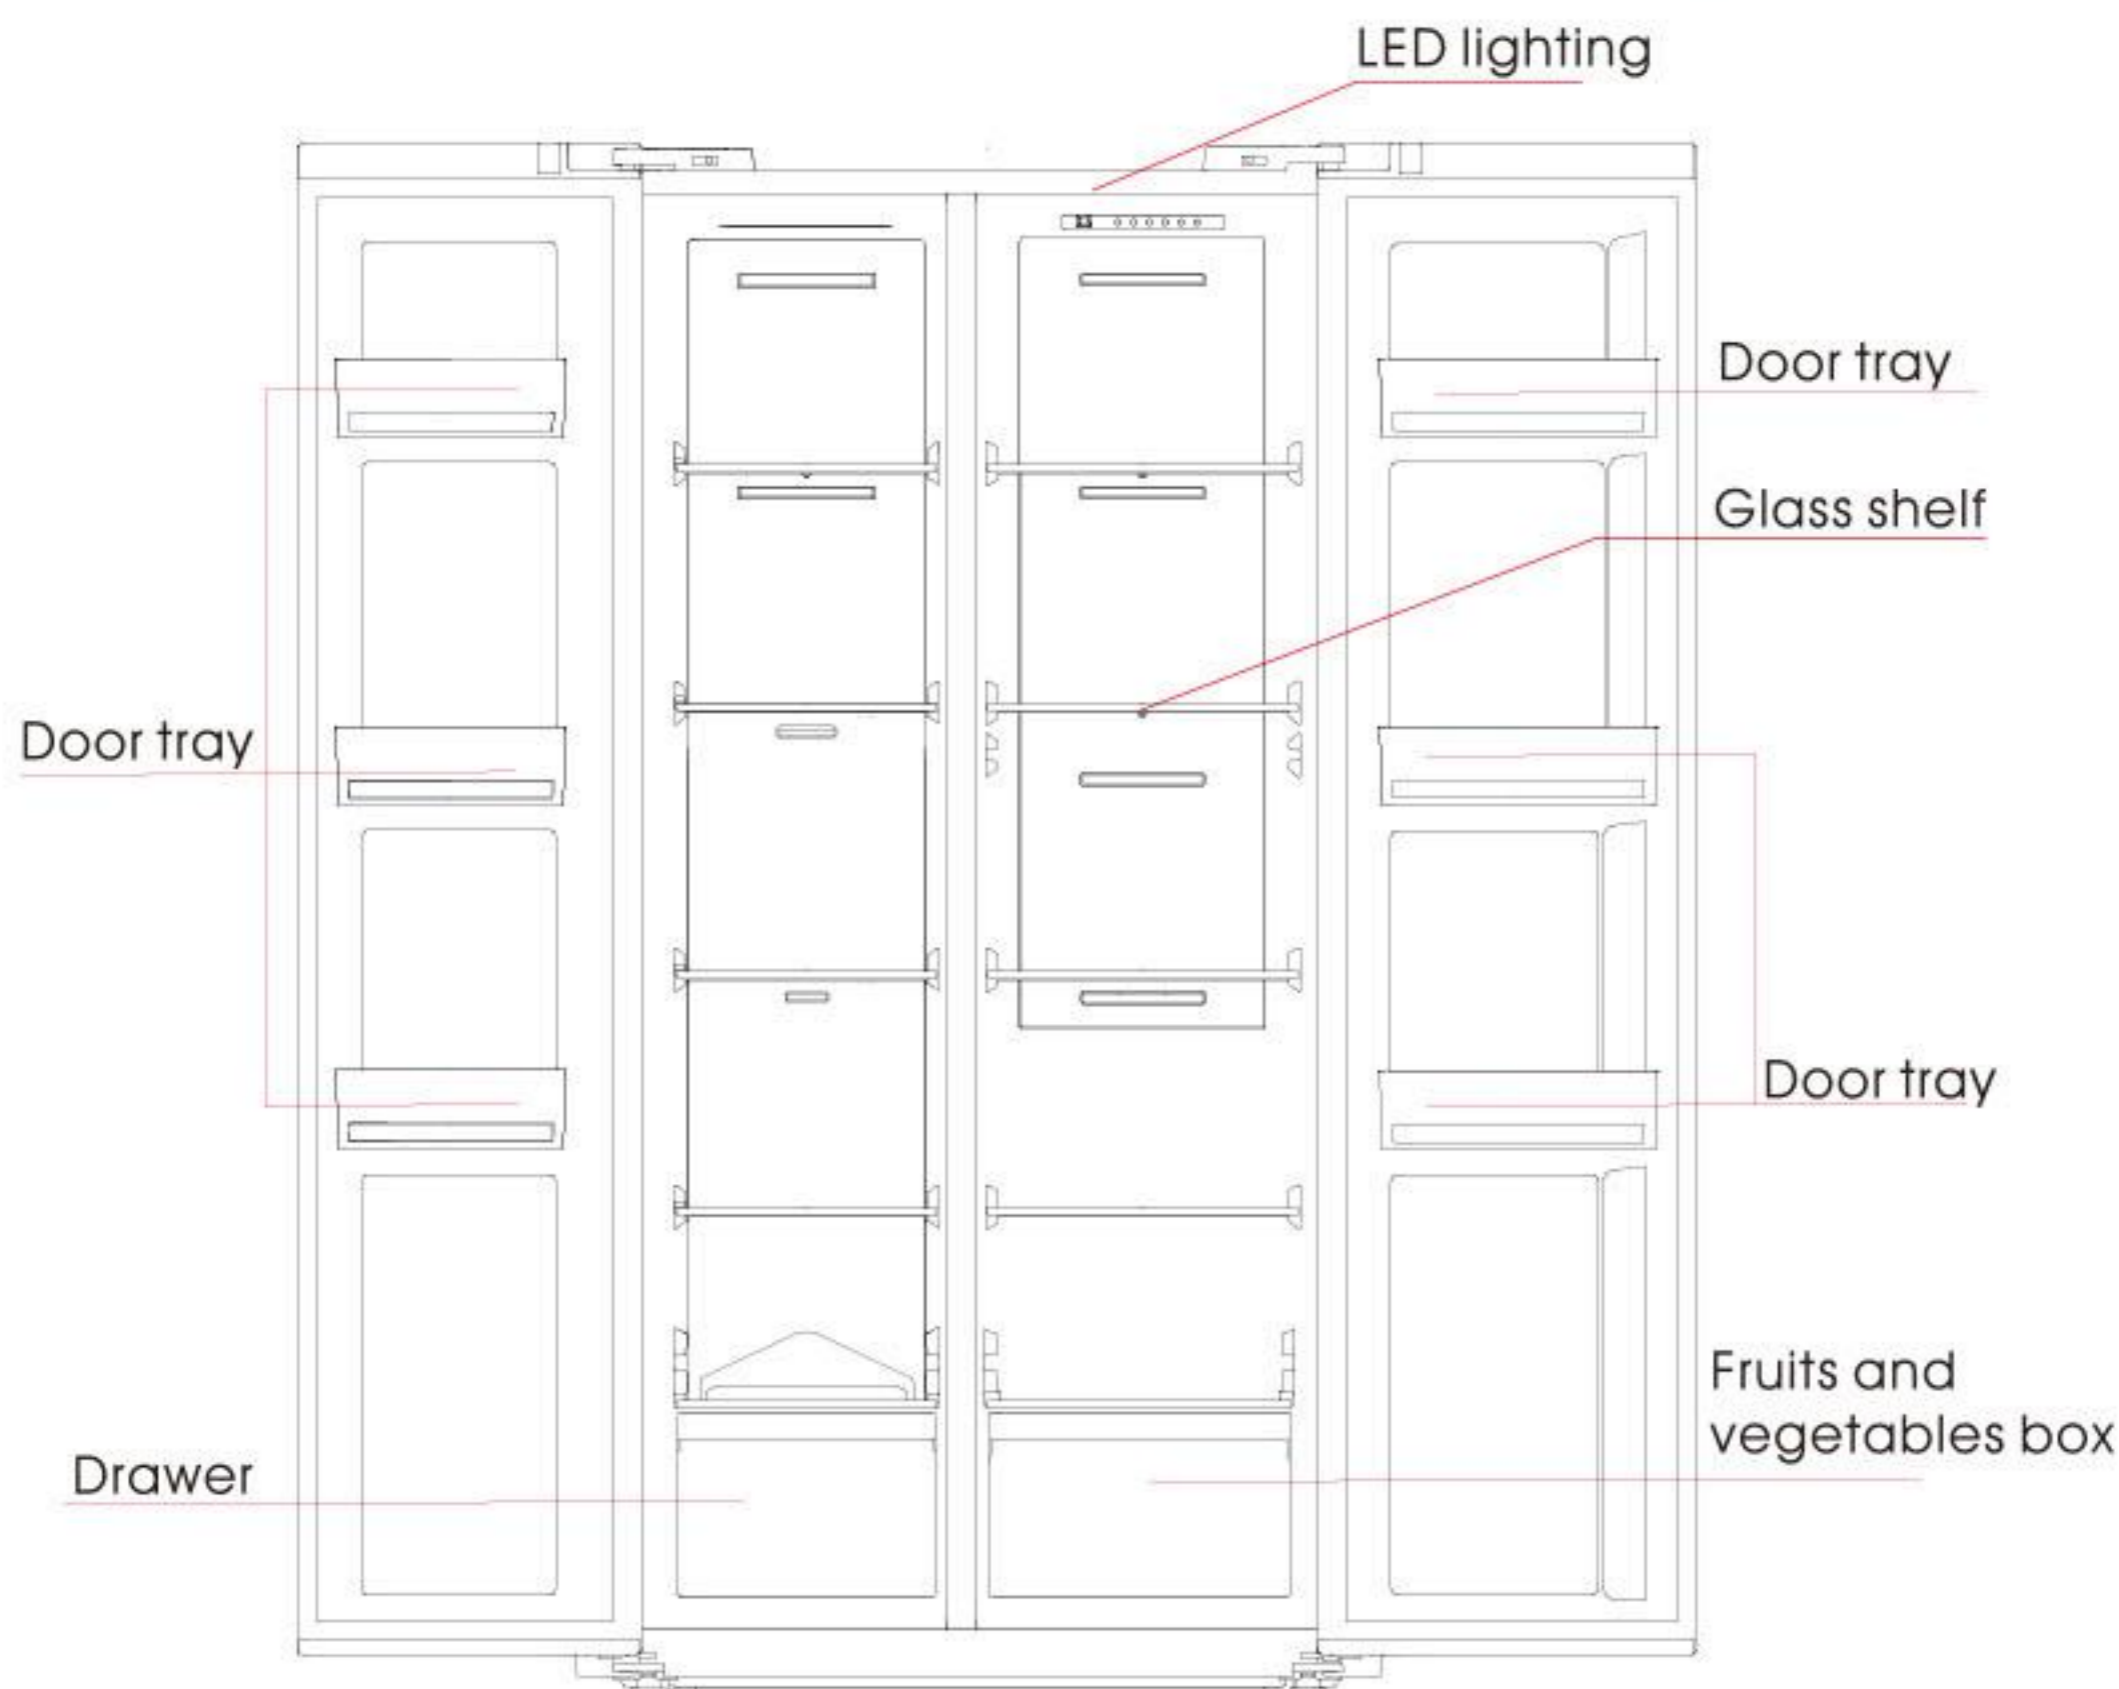 LED lighting
Door tray
Glass shelf
Door tray
Door tray
Fruits and
vegetables box
Drawer